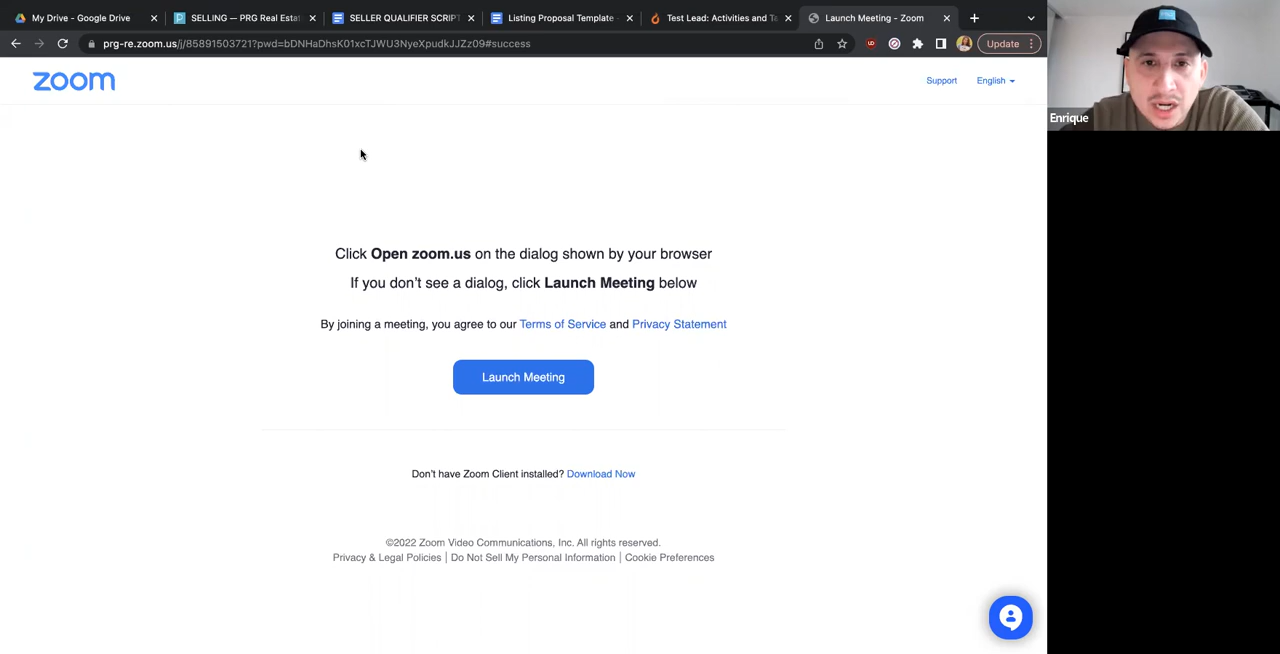 My Drive - Google Drive
SELLING — PRG Real Estat
SELLER QUALIFIER SCRIPT
Listing Proposal Template -
Test Lead: Activities and Ta
Launch Meeting - Zoom
prg-re.zoom.us/j/85891503721?pwd=bDNHaDhsK01xcTJWU3NyeXpudkJJZz09#success
Update
zoom
Support
English
Enrique
Click Open zoom.us on the dialog shown by your browser
If you don't see a dialog, click Launch Meeting below
By joining a meeting, you agree to our Terms of Service and Privacy Statement
Launch Meeting
Don't have Zoom Client installed? Download Now
©2022 Zoom Video Communications, Inc. All rights reserved.
Privacy & Legal Policies | Do Not Sell My Personal Information | Cookie Preferences